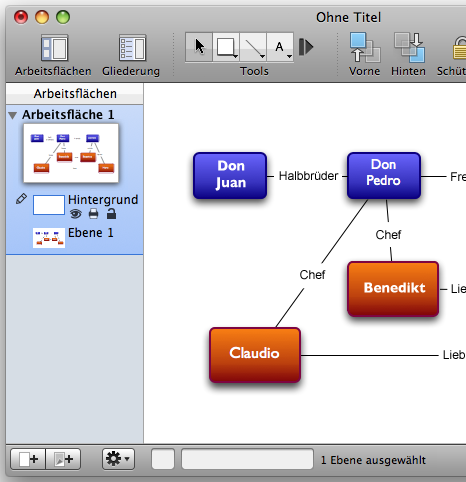 Ohne Titel
Arbeitsflächen Gliederung Tools Vorne Hinten Schüt
A
Arbeitsflächen
Arbeitsfläche 1
Hintergrund
Ebene 1
Don Juan
Halbbrüder
Don Pedro
Fre
Chef
Chef
Benedikt
Lie
Claudio
Lieb
1 Ebene ausgewählt